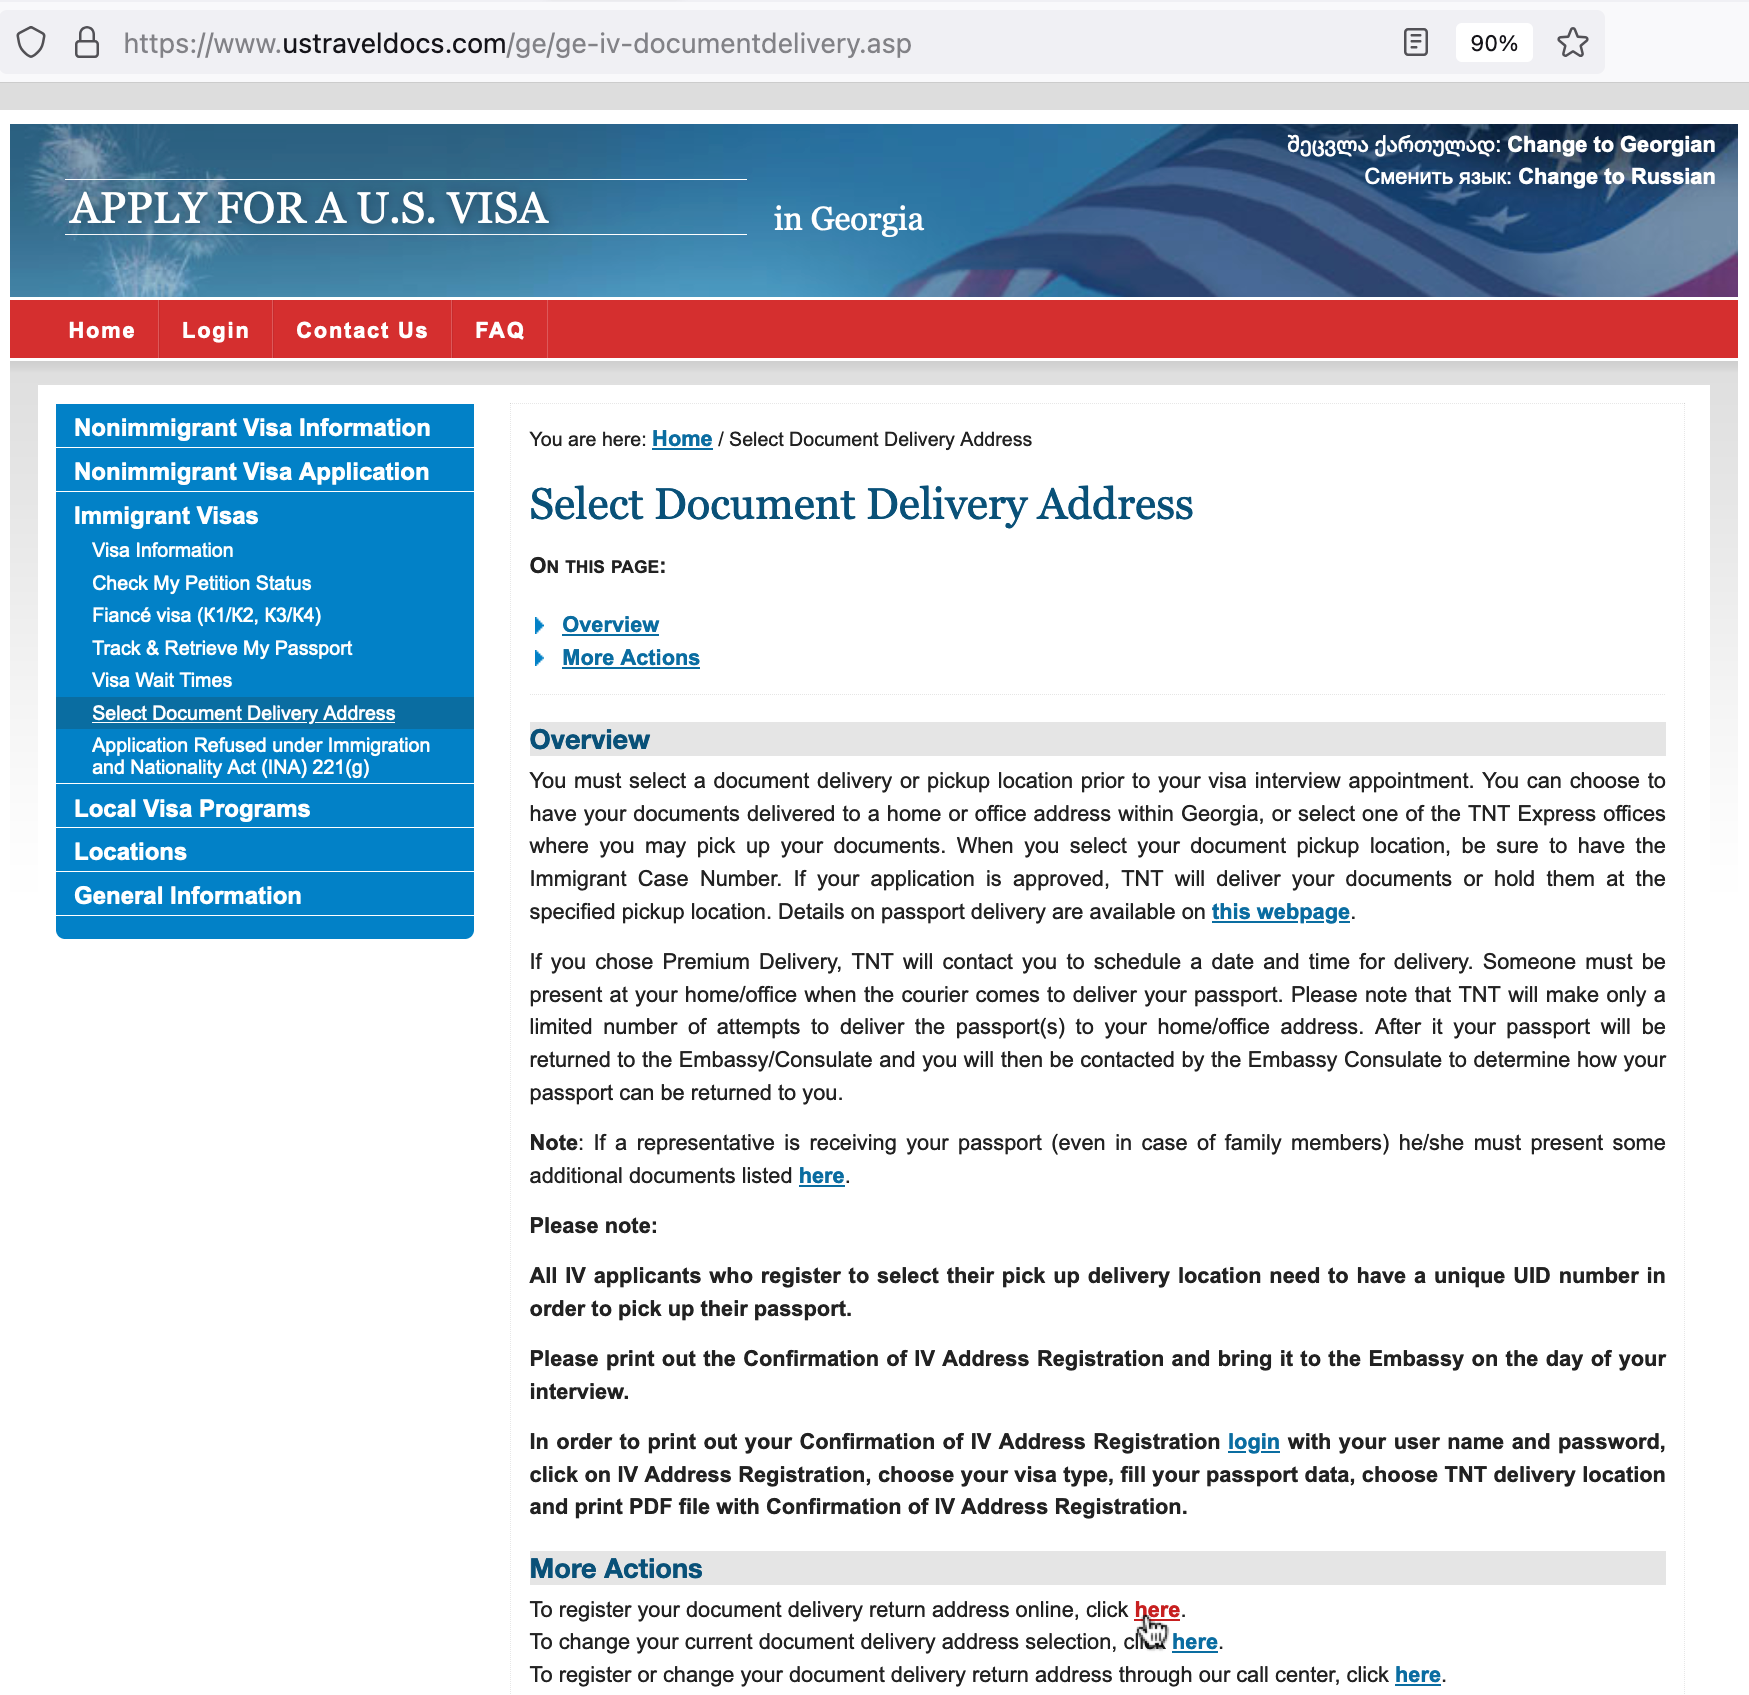 https://www.ustraveldocs.com/ge/ge-iv-documentdelivery.asp
90%
შეცვლა ქართულად: Change to Georgian
Сменить язык: Change to Russian
APPLY FOR A U.S. VISA
in Georgia
Home
Login
Contact Us
FAQ
Nonimmigrant Visa Information
Nonimmigrant Visa Application
Immigrant Visas
Visa Information
Check My Petition Status
Fiancé visa (K1/K2, K3/K4)
Track & Retrieve My Passport
Visa Wait Times
Select Document Delivery Address
Application Refused under Immigration
and Nationality Act (INA) 221(g)
Local Visa Programs
Locations
General Information
You are here: Home / Select Document Delivery Address
Select Document Delivery Address
ON THIS PAGE:
Overview
More Actions
Overview
You must select a document delivery or pickup location prior to your visa interview appointment. You can choose to
have your documents delivered to a home or office address within Georgia, or select one of the TNT Express offices
where you may pick up your documents. When you select your document pickup location, be sure to have the
Immigrant Case Number. If your application is approved, TNT will deliver your documents or hold them at the
specified pickup location. Details on passport delivery are available on this webpage.
If you chose Premium Delivery, TNT will contact you to schedule a date and time for delivery. Someone must be
present at your home/office when the courier comes to deliver your passport. Please note that TNT will make only a
limited number of attempts to deliver the passport(s) to your home/office address. After it your passport will be
returned to the Embassy/Consulate and you will then be contacted by the Embassy Consulate to determine how your
passport can be returned to you.
Note: If a representative is receiving your passport (even in case of family members) he/she must present some
additional documents listed here.
Please note:
All IV applicants who register to select their pick up delivery location need to have a unique UID number in
order to pick up their passport.
Please print out the Confirmation of IV Address Registration and bring it to the Embassy on the day of your
interview.
In order to print out your Confirmation of IV Address Registration login with your user name and password,
click on IV Address Registration, choose your visa type, fill your passport data, choose TNT delivery location
and print PDF file with Confirmation of IV Address Registration.
More Actions
To register your document delivery return address online, click here.
To change your current document delivery address selection, click here.
To register or change your document delivery return address through our call center, click here.